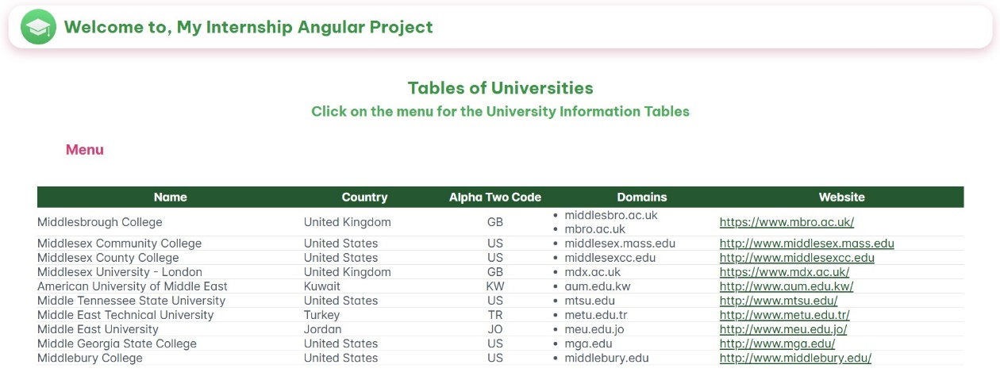 Welcome to, My Internship Angular Project
Tables of Universities
Click on the menu for the University Information Tables
Menu
Name Country Alpha Two Code Domains Website
Middlesbrough College United Kingdom GB • middlesbro.ac.uk • mbro.ac.uk https://www.mbro.ac.uk/
Middlesex Community College United States US • middlesex.mass.edu http://www.middlesex.mass.edu
Middlesex County College United States US • middlesexcc.edu http://www.middlesexcc.edu
Middlesex University - London United Kingdom GB • mdx.ac.uk https://www.mdx.ac.uk/
American University of Middle East Kuwait KW • aum.edu.kw http://www.aum.edu.kw/
Middle Tennessee State University United States US • mtsu.edu http://www.mtsu.edu/
Middle East Technical University Turkey TR • metu.edu.tr http://www.metu.edu.tr/
Middle East University Jordan JO • meu.edu.jo http://www.meu.edu.jo/
Middle Georgia State College United States US • mga.edu http://www.mga.edu/
Middlebury College United States US • middlebury.edu http://www.middlebury.edu/